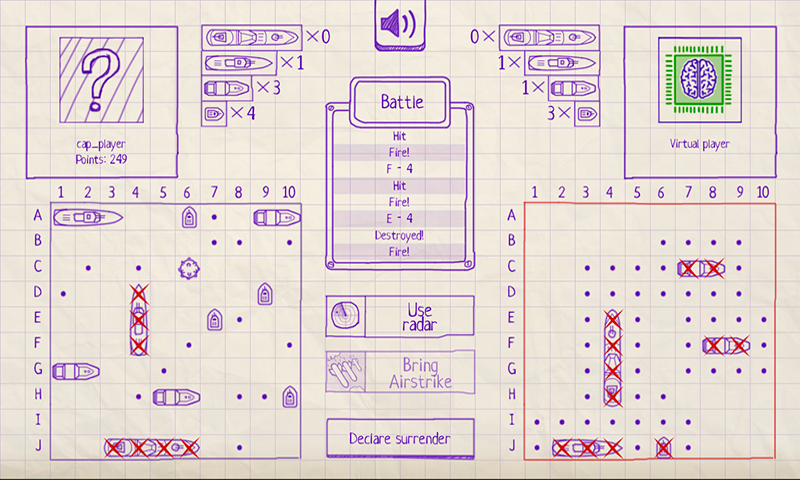 ×0
×1
×3
×4
0×
1×
1×
3×
cap_player
Points: 249
Virtual player
Battle
Hit
Fire!
F - 4
Hit
Fire!
E - 4
Destroyed!
Fire!
Use
radar
Bring
Airstrike
Declare surrender
1 2 3 4 5 6 7 8 9 10
A
B
C
D
E
F
G
H
I
J
1 2 3 4 5 6 7 8 9 10
A
B
C
D
E
F
G
H
I
J